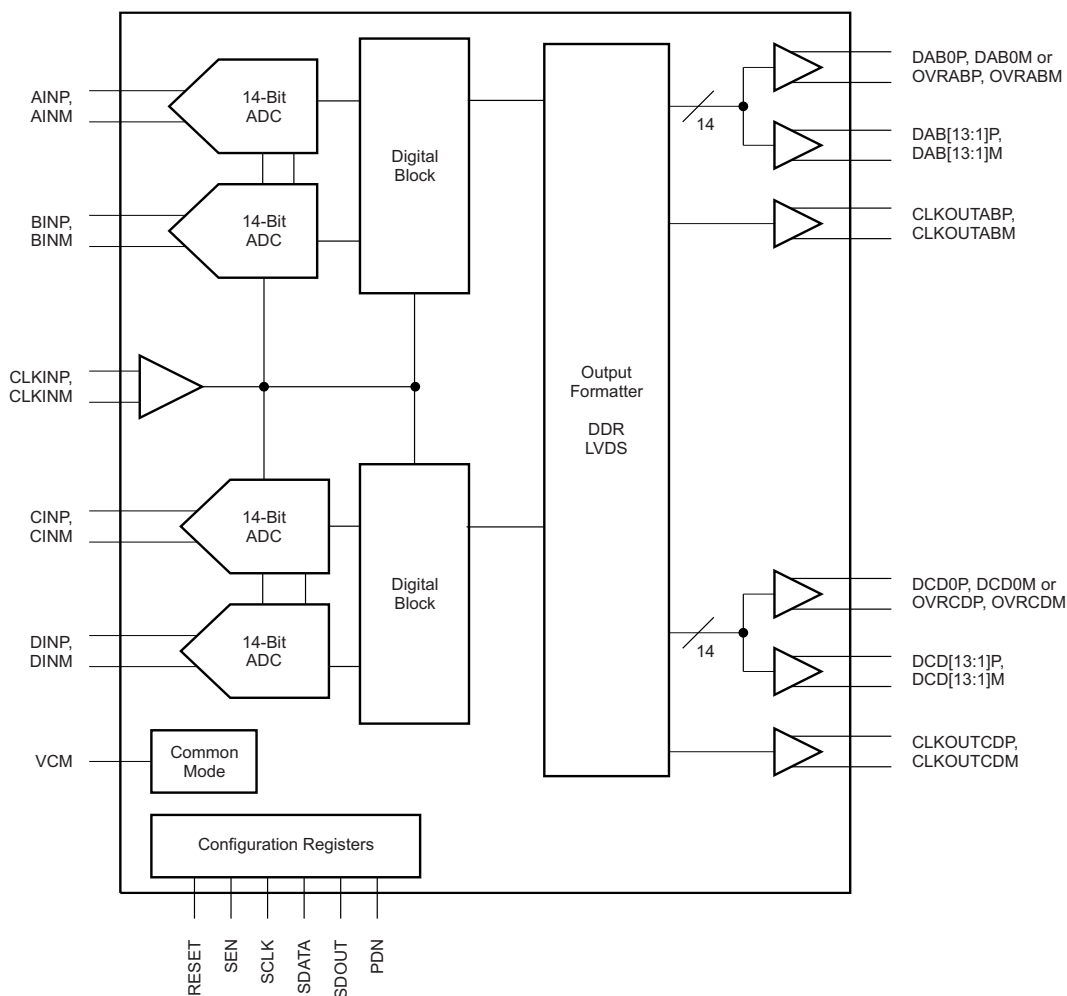 AINP,
AINM
14-Bit
ADC
Digital
Block
BINP,
BINM
14-Bit
ADC
CLKINP,
CLKINM
Output
Formatter
DDR
LVDS
CINP,
CINM
14-Bit
ADC
Digital
Block
DINP,
DINM
14-Bit
ADC
VCM
Common
Mode
Configuration Registers
RESET
SEN
SCLK
SDATA
SDOUT
PDN
14
DAB0P, DAB0M or
OVRABP, OVRABM
DAB[13:1]P,
DAB[13:1]M
CLKOUTABP,
CLKOUTABM
14
DCD0P, DCD0M or
OVRCDP, OVRCDM
DCD[13:1]P,
DCD[13:1]M
CLKOUTCDP,
CLKOUTCDM